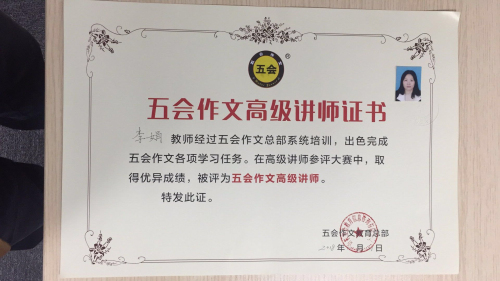 五会
®
五会作文高级讲师证书
李娟 教师经过五会作文总部系统培训，出色完成
五会作文各项学习任务。在高级讲师参评大赛中，取
得优异成绩，被评为五会作文高级讲师。
特发此证。
五会作文教育总部
年 月 日